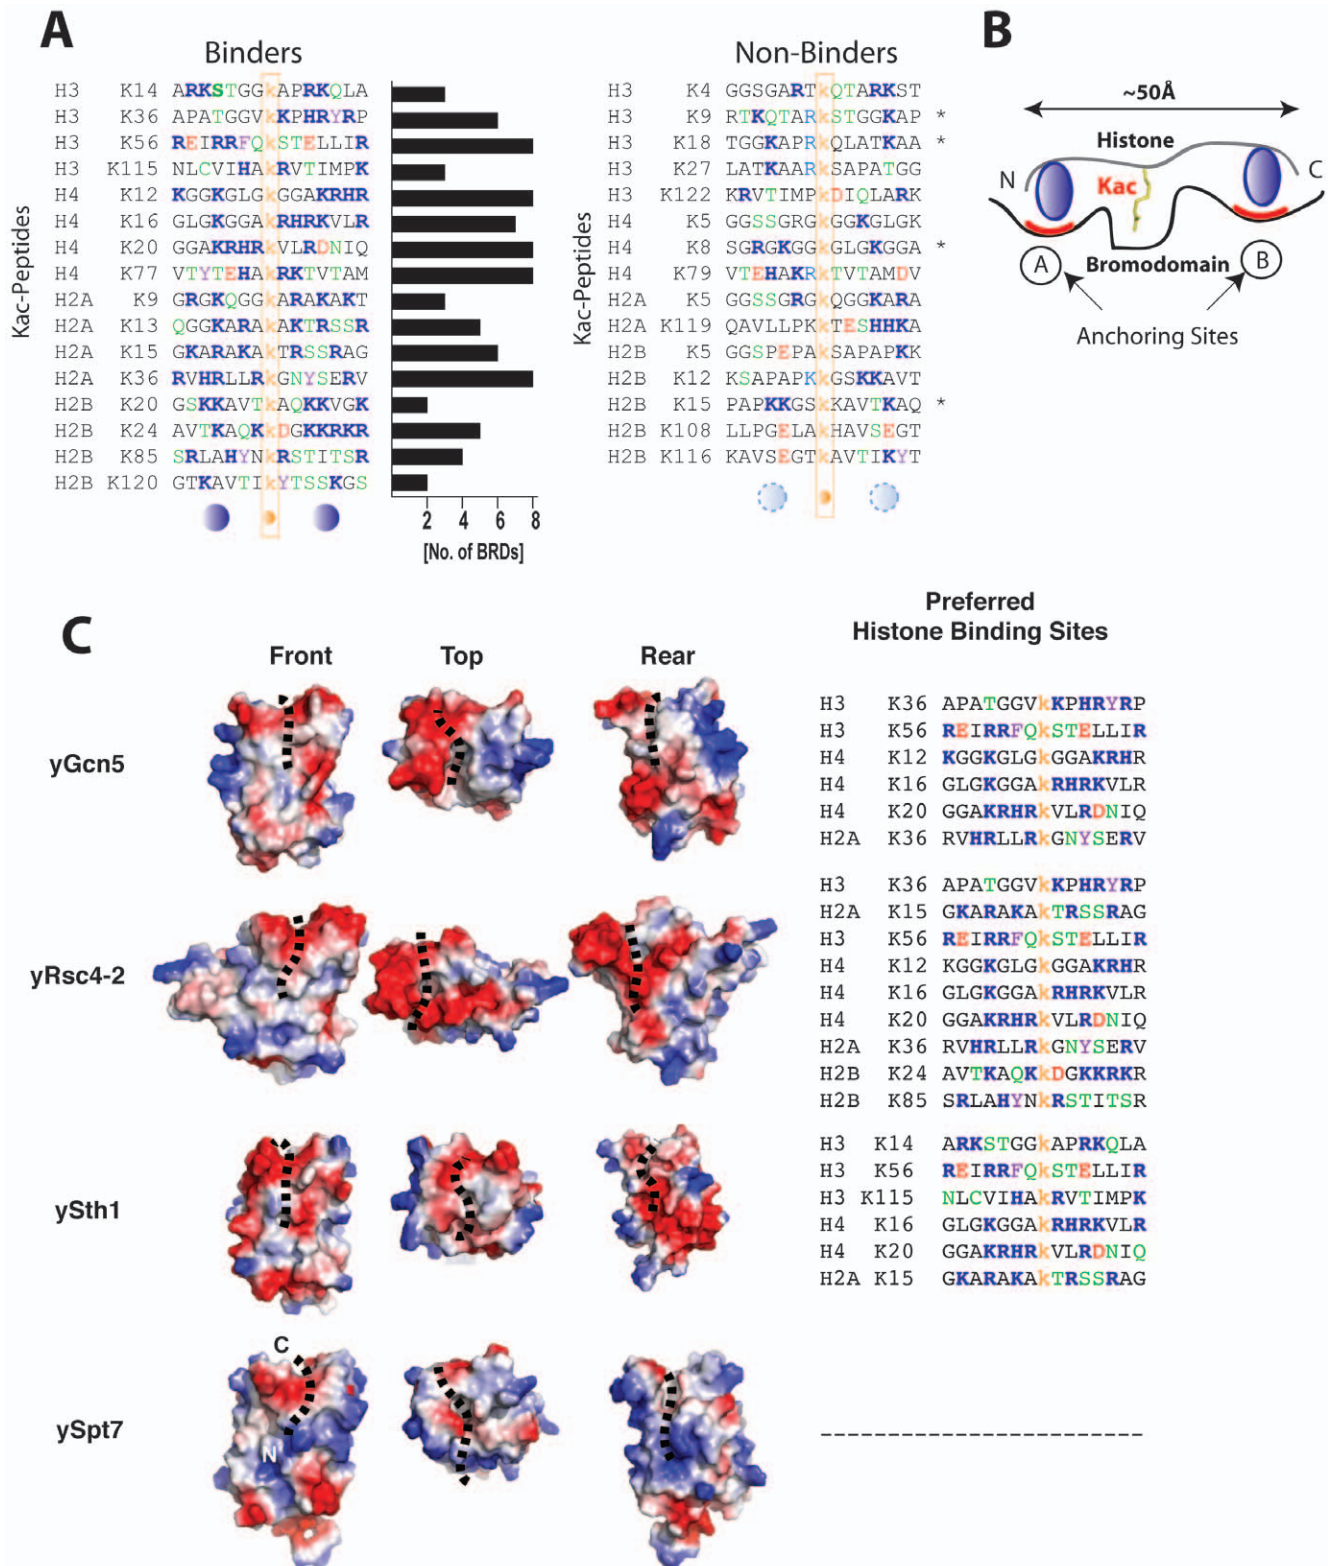 A
Binders
Kac-Peptides
H3 K14 ARKSTGGkAPRKQLA
H3 K36 APATGGVkKPHRYRP
H3 K56 REIRRFQkSTELLIR
H3 K115 NLCVIHAkRVTIMPK
H4 K12 KGGKGLGkGGAKRHR
H4 K16 GLGKGGAkRHRKVLR
H4 K20 GGAKRHRkVLRDNIQ
H4 K77 VTYTEHAkRKTVTAM
H2A K9 GRGKQGGkARAKAKT
H2A K13 QGGKARAkAKTRSSR
H2A K15 GKARAKAkTRSSRAG
H2A K36 RVHRLLRkGNYSERV
H2B K20 GSKKAVTkAQKKVGK
H2B K24 AVTKAQKkDGKKRKR
H2B K85 SRLAHYNkRSTITSR
H2B K120 GTKAVTIkYTSSKGS
2 4 6 8
[No. of BRDs]
Non-Binders
Kac-Peptides
H3 K4 GGSGARTkQTARKST
H3 K9 RTKQTARkSTGGKAP *
H3 K18 TGGKAPRkQLATKAA *
H3 K27 LATKAARkSAPATGG
H3 K122 KRVTIMPkDIQLARK
H4 K5 GGSSGRGkGGKGLGK
H4 K8 SGRGKGGkGLGKGGA *
H4 K79 VTEHAKRkTVTAMDV
H2A K5 GGSSGRGkQGGKARA
H2A K119 QAVLLPKkTESHHKA
H2B K5 GGSPEPAkSAPAPKK
H2B K12 KSAPAPKkGSKKAVT
H2B K15 PAPKKGSkKAVTKAQ *
H2B K108 LLPGELAkHAVSEGT
H2B K116 KAVSEGTkAVTIKYT
B
~50Å
Histone
N
Kac
C
A
Bromodomain
B
Anchoring Sites
C
Front
Top
Rear
Preferred
Histone Binding Sites
yGcn5
H3 K36 APATGGVkKPHRYRP
H3 K56 REIRRFQkSTELLIR
H4 K12 KGGKGLGkGGAKRHR
H4 K16 GLGKGGAkRHRKVLR
H4 K20 GGAKRHRkVLRDNIQ
H2A K36 RVHRLLRkGNYSERV
yRsc4-2
H3 K36 APATGGVkKPHRYRP
H2A K15 GKARAKAkTRSSRAG
H3 K56 REIRRFQkSTELLIR
H4 K12 KGGKGLGkGGAKRHR
H4 K16 GLGKGGAkRHRKVLR
H4 K20 GGAKRHRkVLRDNIQ
H2A K36 RVHRLLRkGNYSERV
H2B K24 AVTKAQKkDGKKRKR
H2B K85 SRLAHYNkRSTITSR
ySth1
H3 K14 ARKSTGGkAPRKQLA
H3 K56 REIRRFQkSTELLIR
H3 K115 NLCVIHAkRVTIMPK
H4 K16 GLGKGGAkRHRKVLR
H4 K20 GGAKRHRkVLRDNIQ
H2A K15 GKARAKAkTRSSRAG
ySpt7
C
N